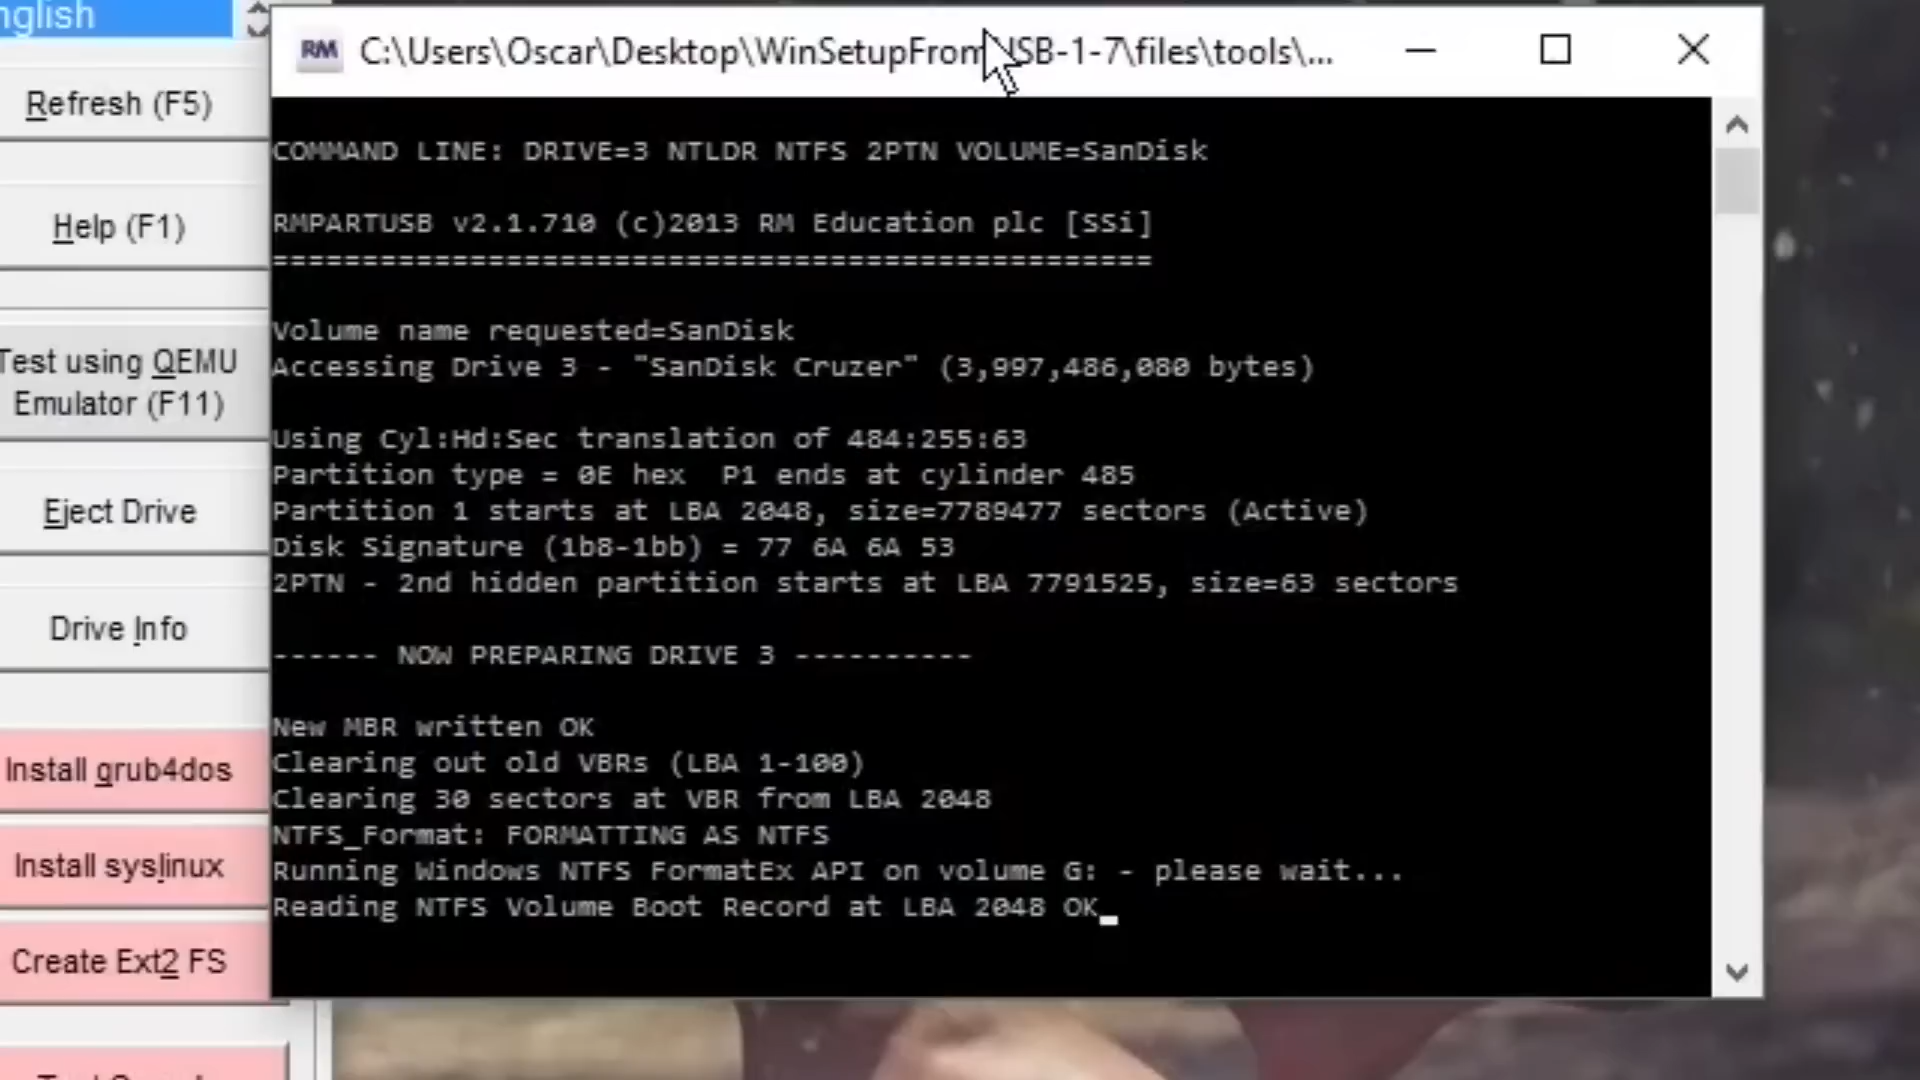 nglish
Refresh (F5)
Help (F1)
Test using QEMU
Emulator (F11)
Eject Drive
Drive Info
Install grub4dos
Install syslinux
Create Ext2 FS
RM C:\Users\Oscar\Desktop\WinSetupFromUSB-1-7\files\tools\...
COMMAND LINE: DRIVE=3 NTLDR NTFS 2PTN VOLUME=SanDisk
RMPARTUSB v2.1.710 (c)2013 RM Education plc [SSi]
=================================================
Volume name requested=SanDisk
Accessing Drive 3 - "SanDisk Cruzer" (3,997,486,080 bytes)
Using Cyl:Hd:Sec translation of 484:255:63
Partition type = 0E hex  P1 ends at cylinder 485
Partition 1 starts at LBA 2048, size=7789477 sectors (Active)
Disk Signature (1b8-1bb) = 77 6A 6A 53
2PTN - 2nd hidden partition starts at LBA 7791525, size=63 sectors
------ NOW PREPARING DRIVE 3 ----------
New MBR written OK
Clearing out old VBRs (LBA 1-100)
Clearing 30 sectors at VBR from LBA 2048
NTFS_Format: FORMATTING AS NTFS
Running Windows NTFS FormatEx API on volume G: - please wait...
Reading NTFS Volume Boot Record at LBA 2048 OK